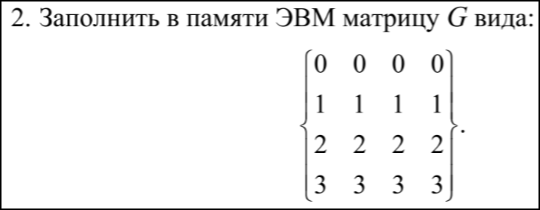 2. Заполнить в памяти ЭВМ матрицу G вида:
0 0 0 0
1 1 1 1
2 2 2 2
3 3 3 3.